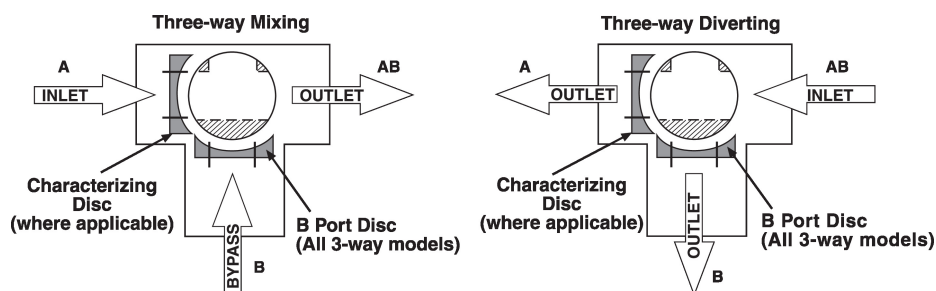 Three-way Mixing
A
INLET
AB
OUTLET
Characterizing
Disc
(where applicable)
BYPASS
B
B Port Disc
(All 3-way models)
Three-way Diverting
A
OUTLET
AB
INLET
Characterizing
Disc
(where applicable)
OUTLET
B
B Port Disc
(All 3-way models)